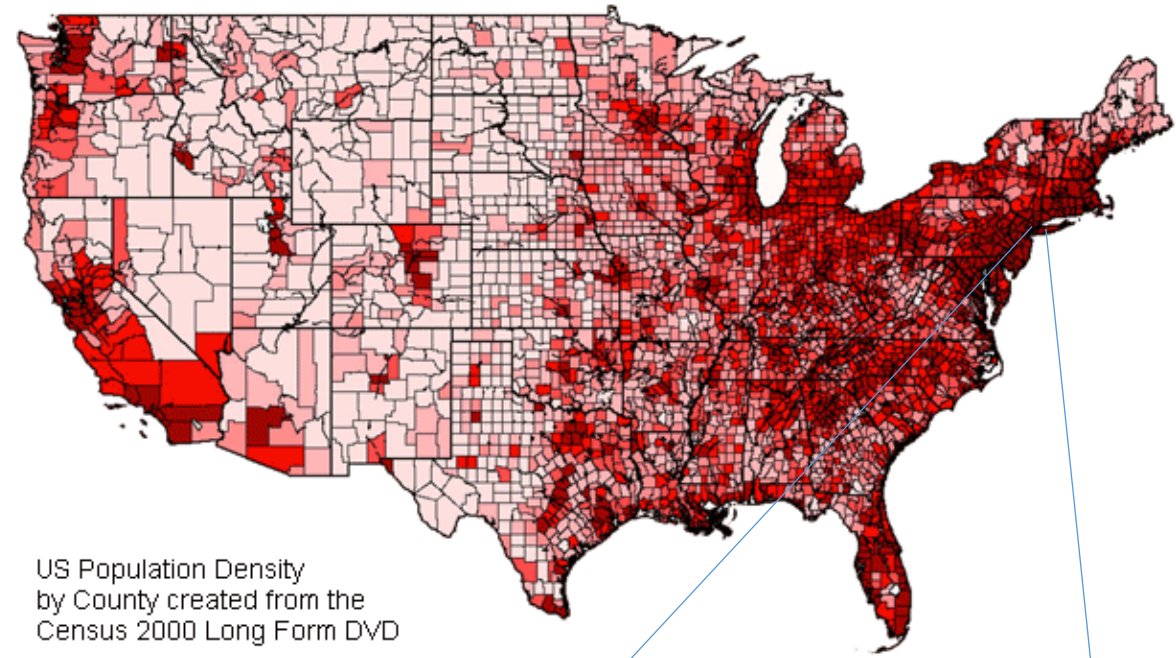 US Population Density
by County created from the
Census 2000 Long Form DVD